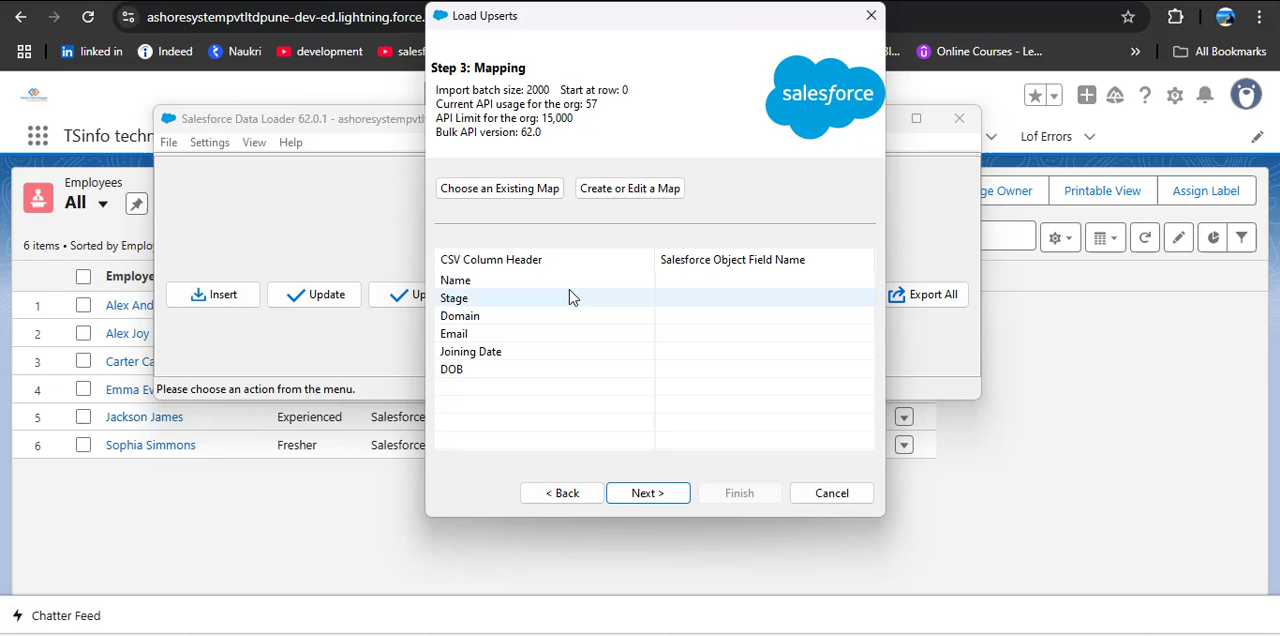 ashoresystempvtltdpune-dev-ed.lightning.force.
linked in
Indeed
Naukri
development
salesf
Bl...
Online Courses - Le...
»
All Bookmarks
Load Upserts
Step 3: Mapping
Import batch size: 2000 Start at row: 0
Current API usage for the org: 57
API Limit for the org: 15,000
Bulk API version: 62.0
salesforce
Salesforce Data Loader 62.0.1 - ashoresystempvtl
File Settings View Help
TSinfo techn
Lof Errors
Employees
All
ge Owner
Printable View
Assign Label
Choose an Existing Map
Create or Edit a Map
6 items • Sorted by Emplo
CSV Column Header
Salesforce Object Field Name
Name
Stage
Domain
Email
Joining Date
DOB
Employe
Insert
Update
Up
Export All
1 Alex And
2 Alex Joy
3 Carter Ca
4 Emma Ev
Please choose an action from the menu.
5 Jackson James Experienced Salesforce
6 Sophia Simmons Fresher Salesforce
< Back
Next >
Finish
Cancel
Chatter Feed